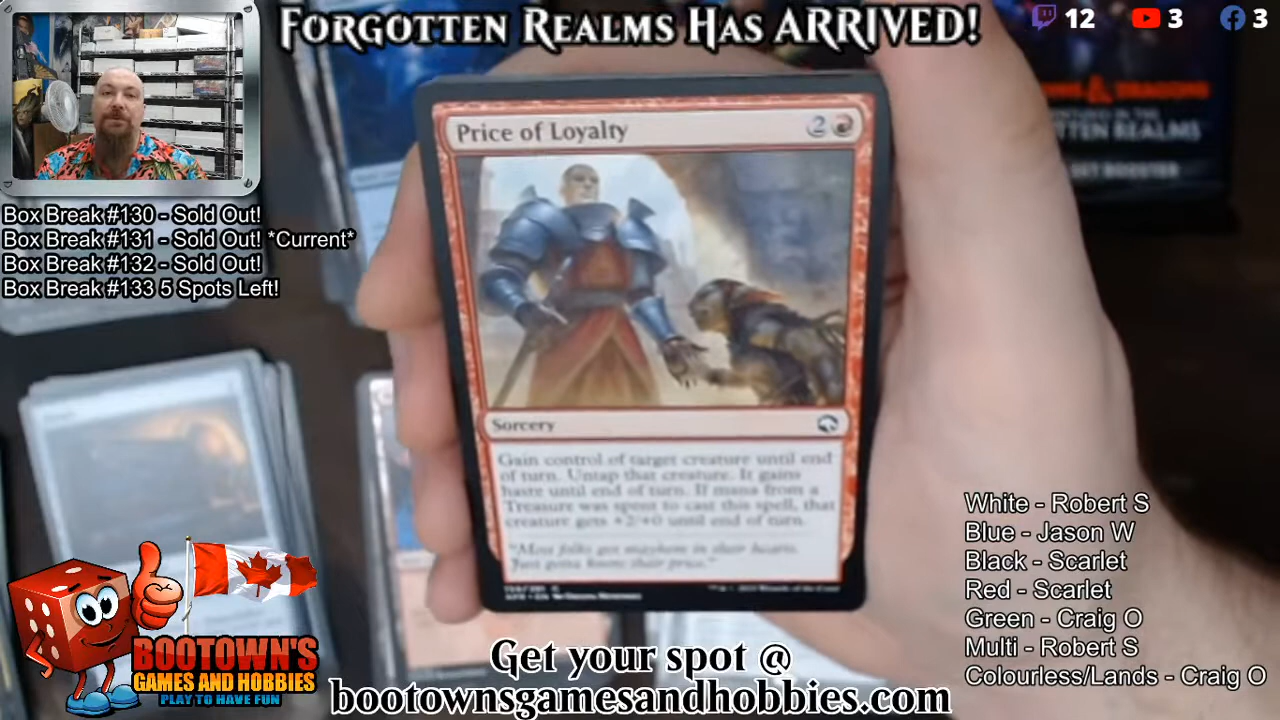 FORGOTTEN REALMS HAS ARRIVED!
12
3
3
Box Break #130 - Sold Out!
Box Break #131 - Sold Out! *Current*
Box Break #132 - Sold Out!
Box Break #133 5 Spots Left!
Price of Loyalty
2
Sorcery
Gain control of target creature until end
of turn. Untap that creature. It gains
haste until end of turn. If mana from a
Treasure was spent to cast this spell, that
creature gets +2/+0 until end of turn.
"Most folks got mayhem in their hearts.
Just gotta know their price."
TEN REALMS
SET BOOSTER
White - Robert S
Blue - Jason W
Black - Scarlet
Red - Scarlet
Green - Craig O
Multi - Robert S
Colourless/Lands - Craig O
BOOTOWN'S
GAMES AND HOBBIES
PLAY TO HAVE FUN
Get your spot @
bootownsgamesandhobbies.com